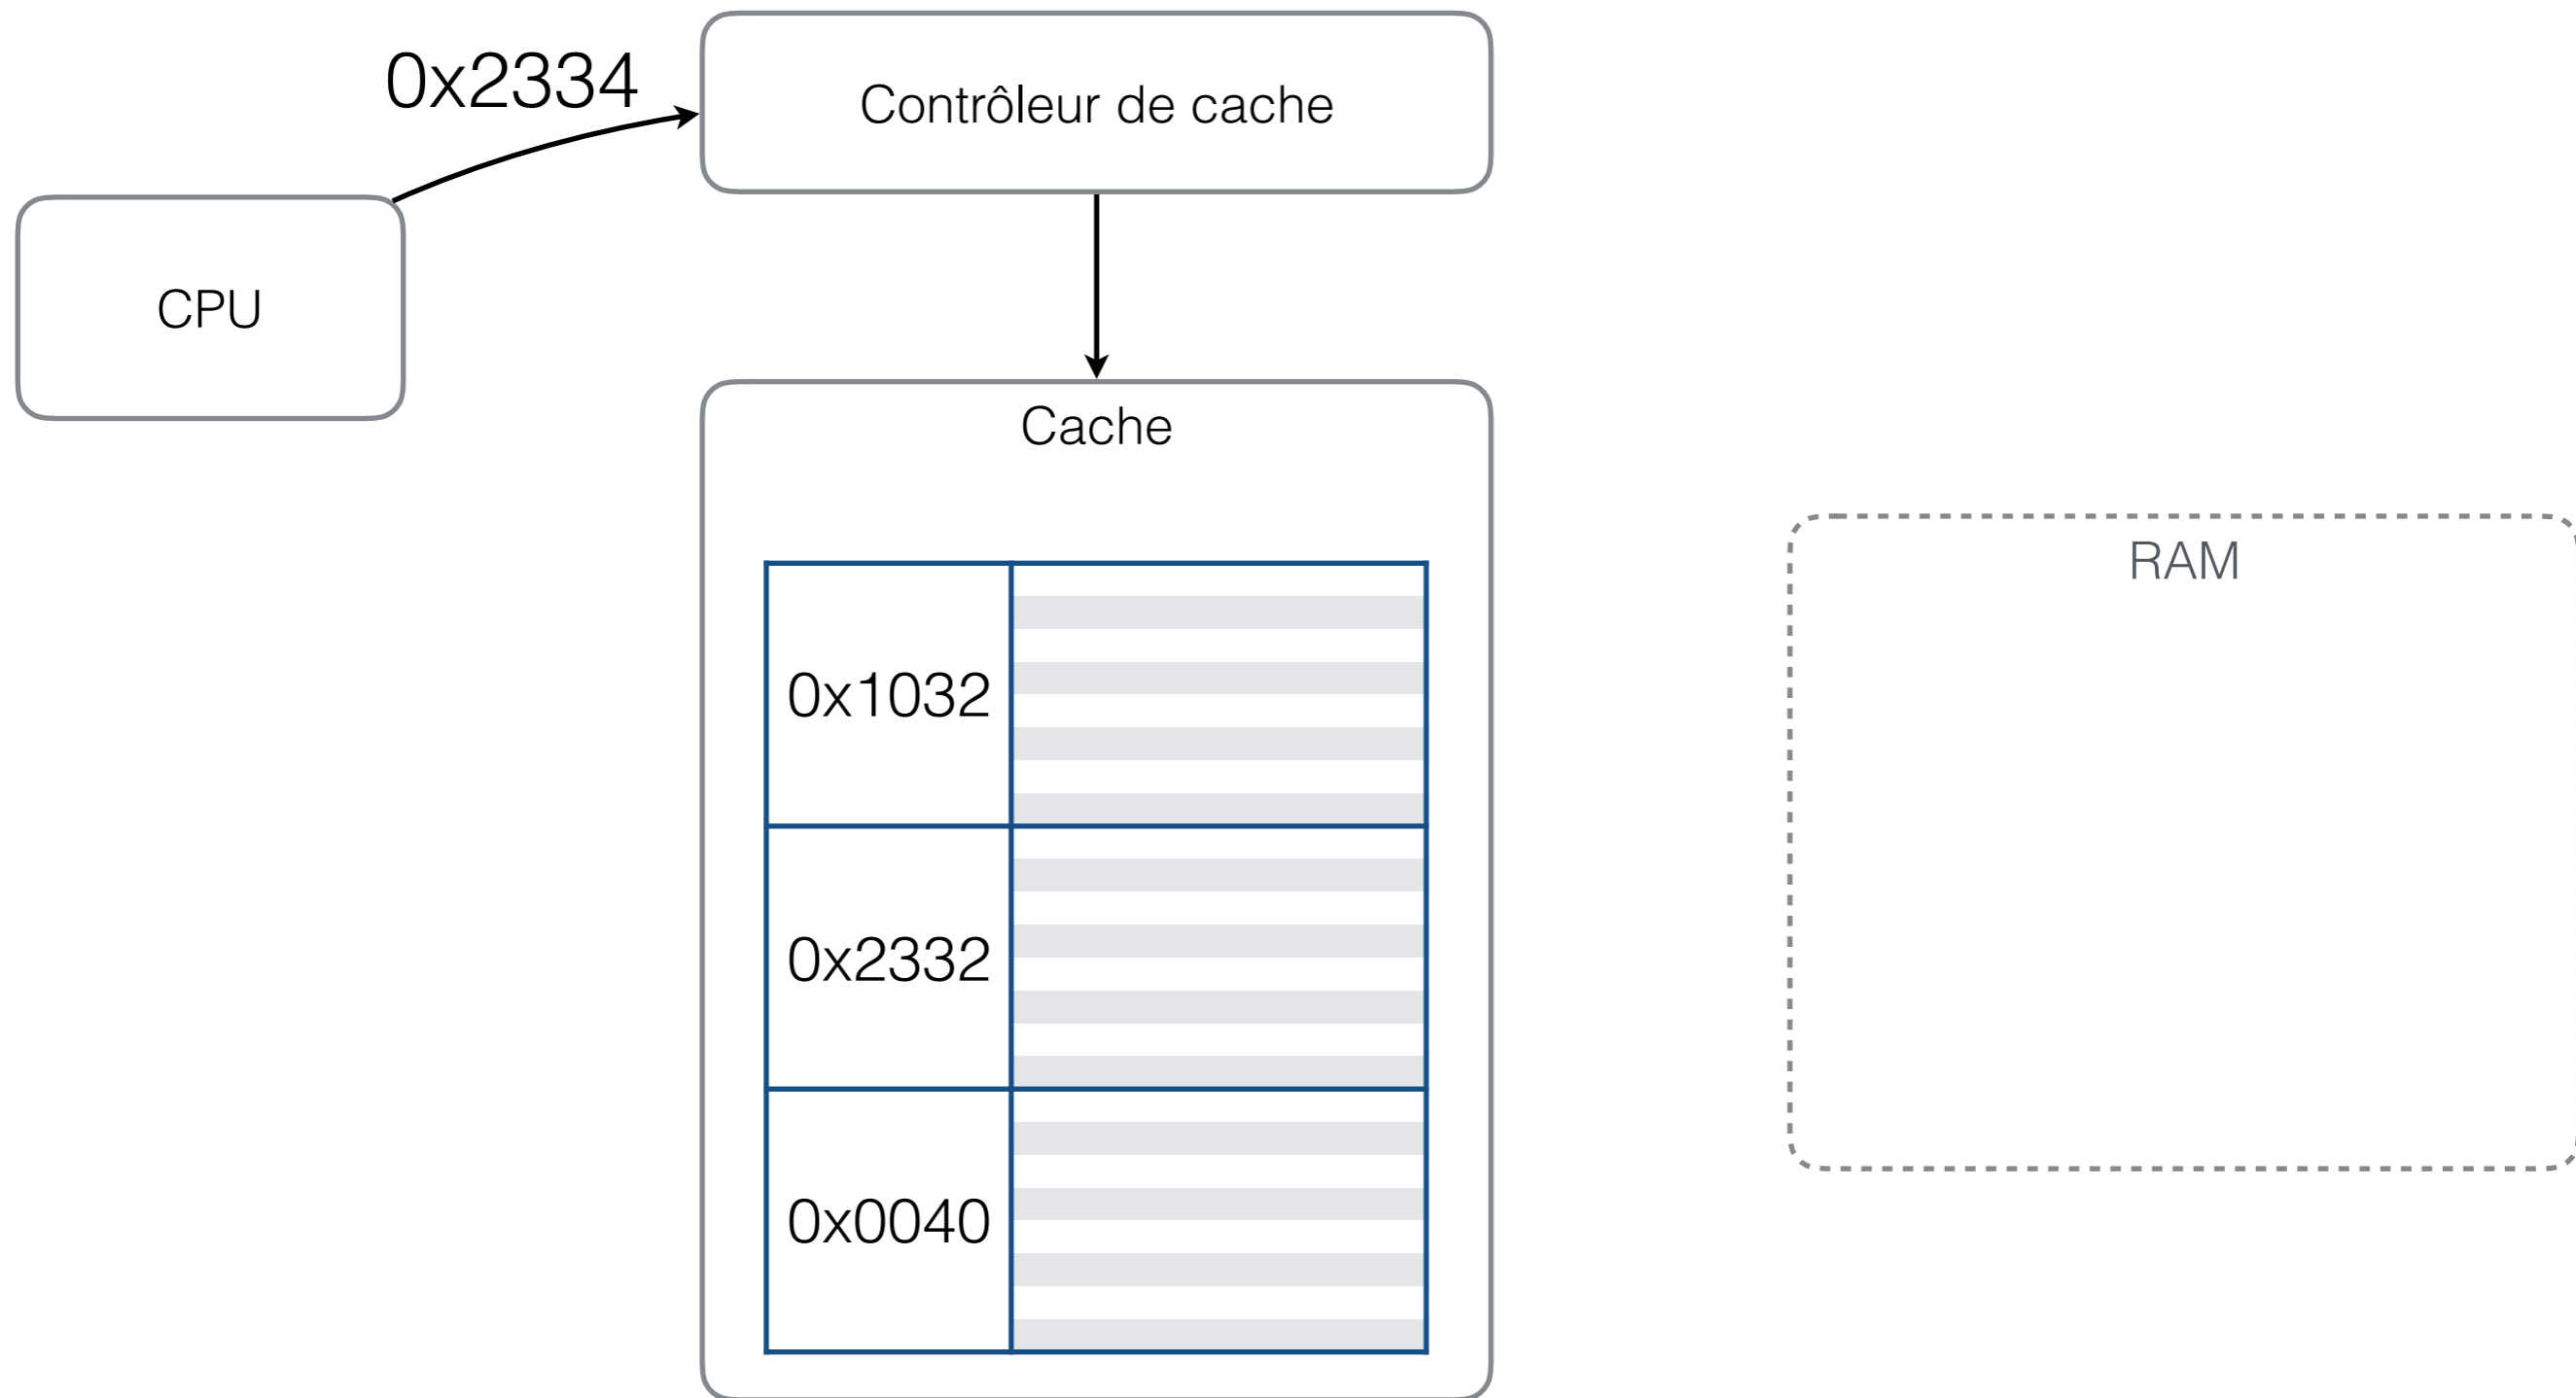 0x2334
Contrôleur de cache
CPU
Cache
RAM
0x1032
0x2332
0x0040